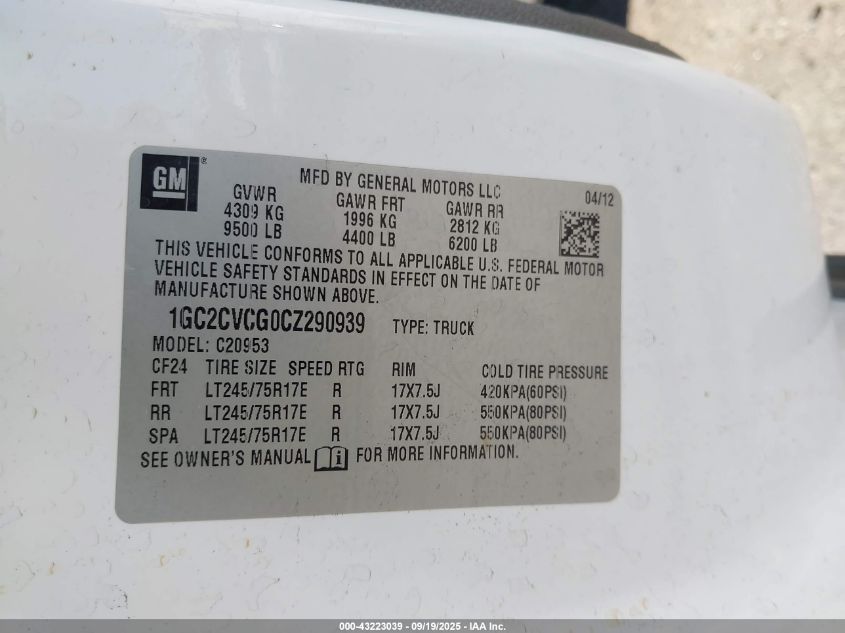 GM®
MFD BY GENERAL MOTORS LLC 04/12
GVWR GAWR FRT GAWR RR
4309 KG 1996 KG 2812 KG
9500 LB 4400 LB 6200 LB
THIS VEHICLE CONFORMS TO ALL APPLICABLE U.S. FEDERAL MOTOR
VEHICLE SAFETY STANDARDS IN EFFECT ON THE DATE OF
MANUFACTURE SHOWN ABOVE.
1GC2CVCG0CZ290939 TYPE: TRUCK
MODEL: C20953
CF24 TIRE SIZE SPEED RTG RIM COLD TIRE PRESSURE
FRT LT245/75R17E R 17X7.5J 420KPA(60PSI)
RR LT245/75R17E R 17X7.5J 550KPA(80PSI)
SPA LT245/75R17E R 17X7.5J 550KPA(80PSI)
SEE OWNER'S MANUAL i FOR MORE INFORMATION.
000-43223039 - 09/19/2025 - IAA Inc.